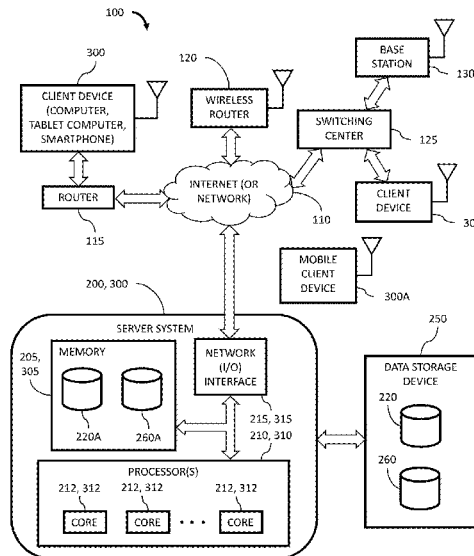 100
300
CLIENT DEVICE
(COMPUTER,
TABLET COMPUTER,
SMARTPHONE)
120
WIRELESS
ROUTER
BASE
STATION
130
SWITCHING
CENTER
125
ROUTER
115
INTERNET (OR
NETWORK)
110
CLIENT
DEVICE
30
MOBILE
CLIENT
DEVICE
300A
200, 300
SERVER SYSTEM
205,
305
MEMORY
220A
260A
NETWORK
(I/O)
INTERFACE
215, 315
210, 310
PROCESSOR(S)
212, 312
212, 312
212, 312
CORE
CORE
• • •
CORE
250
DATA STORAGE
DEVICE
220
260